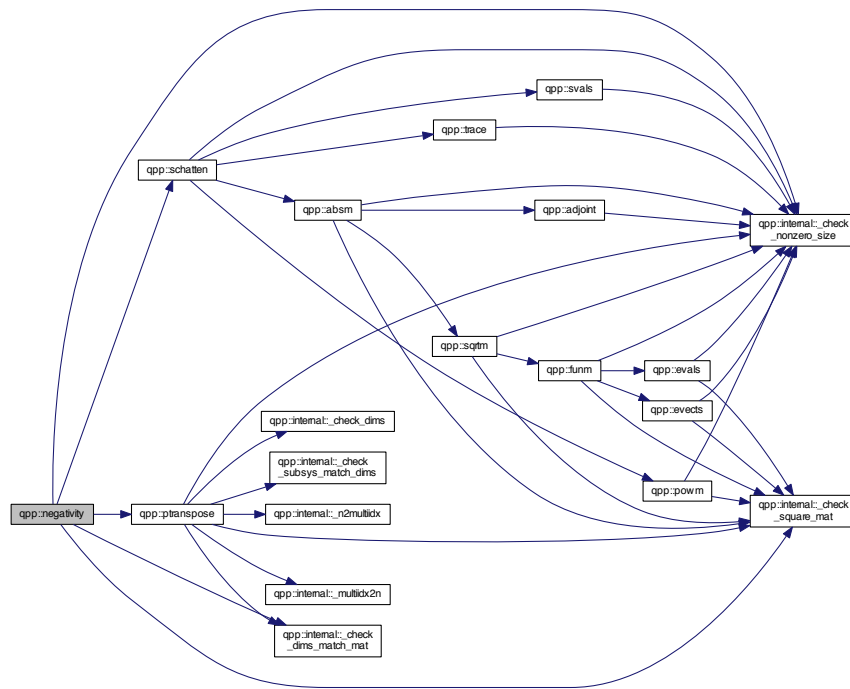 qpp::svals
qpp::trace
qpp::schatten
qpp::absm
qpp::adjoint
qpp::internal::_check
_nonzero_size
qpp::sqrtm
qpp::funm
qpp::evals
qpp::evects
qpp::internal::_check_dims
qpp::internal::_check
_subsys_match_dims
qpp::powm
qpp::negativity
qpp::ptranspose
qpp::internal::_n2multiidx
qpp::internal::_check
_square_mat
qpp::internal::_multiidx2n
qpp::internal::_check
_dims_match_mat